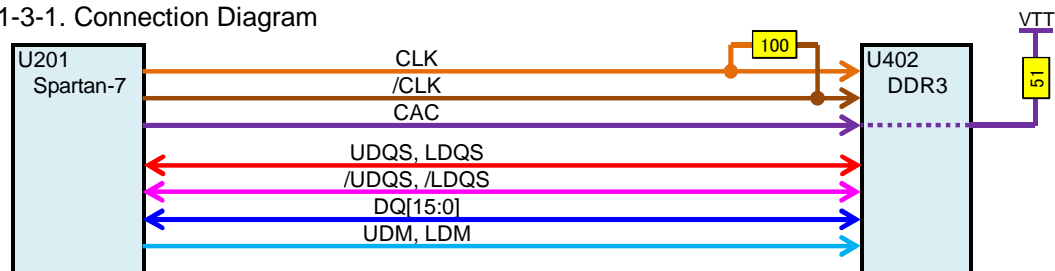 1-3-1. Connection Diagram
VTT
U201
Spartan-7
CLK
100
U402
DDR3
51
/CLK
CAC
UDQS, LDQS
/UDQS, /LDQS
DQ[15:0]
UDM, LDM